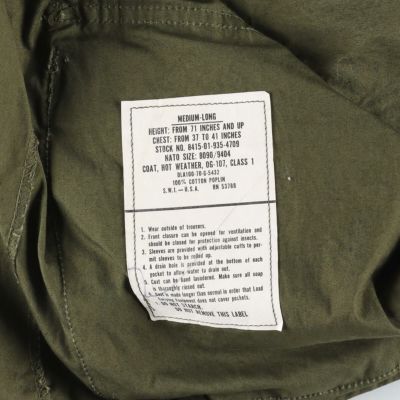 MEDIUM-LONG
HEIGHT: FROM 71 INCHES AND UP
CHEST: FROM 37 TO 41 INCHES
STOCK NO. 8415-01-935-4709
NATO SIZE: 8090/9404
COAT, HOT WEATHER, OG-107, CLASS 1
DLA100-78-G-5432
100% COTTON POPLIN
S.W.I. – U.S.A. RN 53768
1. Wear outside of trousers.
2. Front closure can be opened for ventilation and
should be closed for protection against insects.
3. Sleeves are provided with adjustable cuffs to per-
mit sleeves to be rolled up.
4. A drain hole is provided at the bottom of each
pocket to allow water to drain out.
5. Coat can be hand laundered. Make sure all soap
is thoroughly rinsed out.
6. Coat is made longer than normal in order that Load
Carrying Equipment does not cover pockets.
7. DO NOT STARCH.
DO NOT REMOVE THIS LABEL